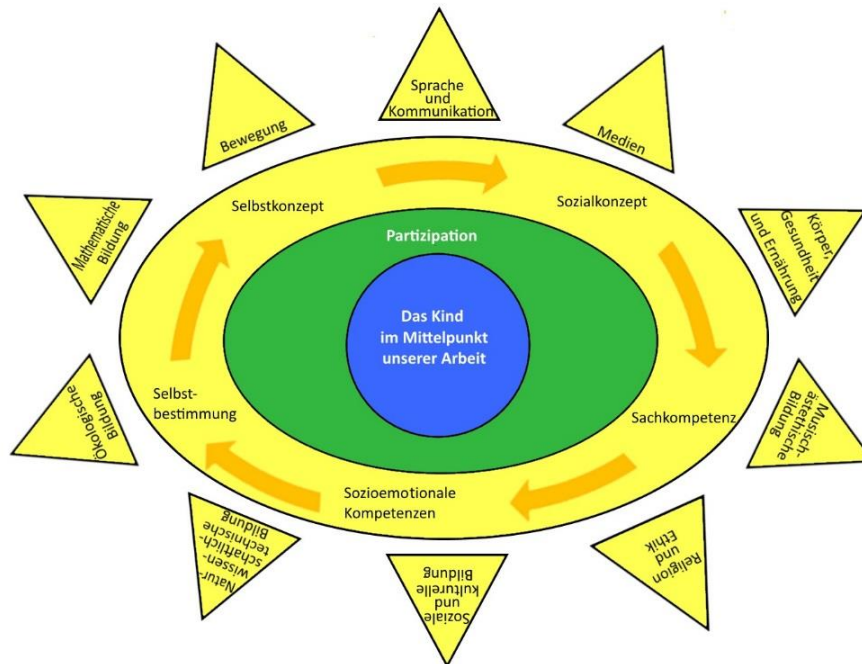 Sprache
und
Kommunikation
Bewegung
Medien
Mathematische
Bildung
Körper,
Gesundheit
und Ernährung
Selbstkonzept
Sozialkonzept
Partizipation
Das Kind
im Mittelpunkt
unserer Arbeit
Selbst-
bestimmung
Sachkompetenz
Sozioemotionale
Kompetenzen
Ökologische
Bildung
Musisch-
ästethische
Bildung
Natur-
wissen-
schaftlich-
technische
Bildung
Soziale
und
kulturelle
Bildung
Religion
und
Ethik